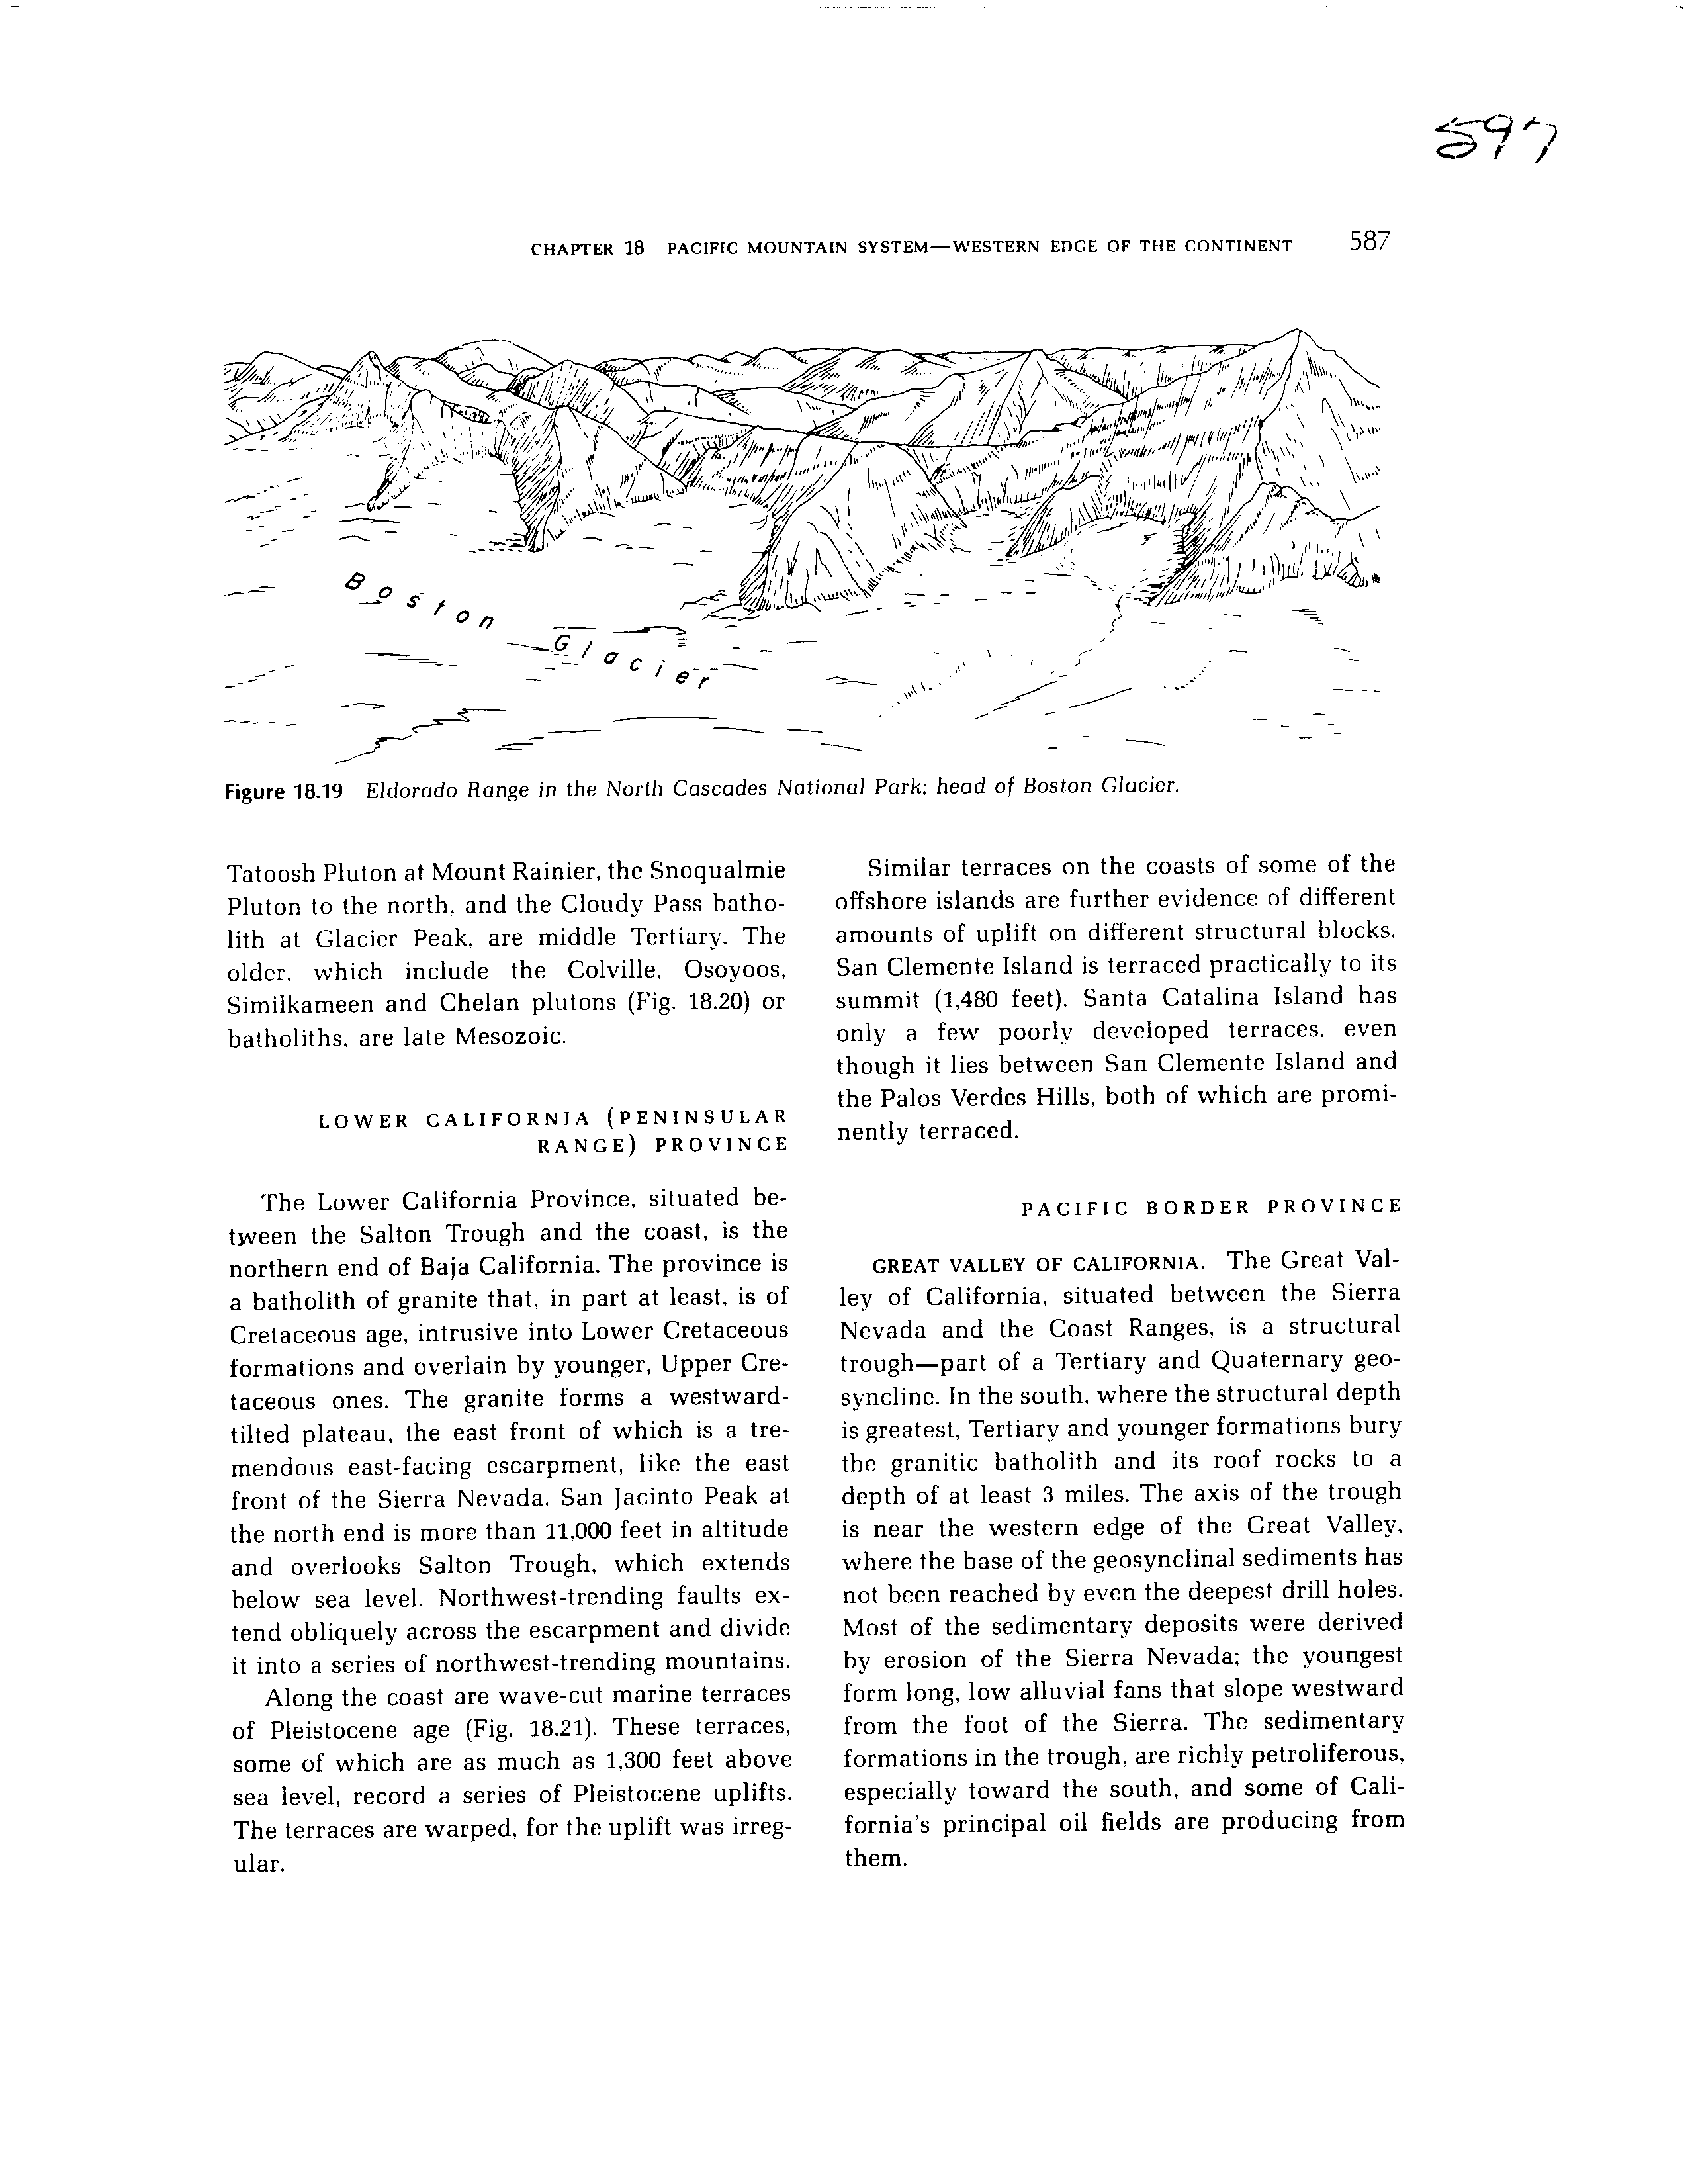 597
CHAPTER 18 PACIFIC MOUNTAIN SYSTEM—WESTERN EDGE OF THE CONTINENT 587
Boston
Glacier
Figure 18.19 Eldorado Range in the North Cascades National Park; head of Boston Glacier.
Tatoosh Pluton at Mount Rainier, the Snoqualmie
Pluton to the north, and the Cloudy Pass batho-
lith at Glacier Peak, are middle Tertiary. The
older, which include the Colville, Osoyoos,
Similkameen and Chelan plutons (Fig. 18.20) or
batholiths, are late Mesozoic.
LOWER CALIFORNIA (PENINSULAR
RANGE) PROVINCE
The Lower California Province, situated be-
tween the Salton Trough and the coast, is the
northern end of Baja California. The province is
a batholith of granite that, in part at least, is of
Cretaceous age, intrusive into Lower Cretaceous
formations and overlain by younger, Upper Cre-
taceous ones. The granite forms a westward-
tilted plateau, the east front of which is a tre-
mendous east-facing escarpment, like the east
front of the Sierra Nevada. San Jacinto Peak at
the north end is more than 11,000 feet in altitude
and overlooks Salton Trough, which extends
below sea level. Northwest-trending faults ex-
tend obliquely across the escarpment and divide
it into a series of northwest-trending mountains.
Along the coast are wave-cut marine terraces
of Pleistocene age (Fig. 18.21). These terraces,
some of which are as much as 1,300 feet above
sea level, record a series of Pleistocene uplifts.
The terraces are warped, for the uplift was irreg-
ular.
Similar terraces on the coasts of some of the
offshore islands are further evidence of different
amounts of uplift on different structural blocks.
San Clemente Island is terraced practically to its
summit (1,480 feet). Santa Catalina Island has
only a few poorly developed terraces, even
though it lies between San Clemente Island and
the Palos Verdes Hills, both of which are promi-
nently terraced.
PACIFIC BORDER PROVINCE
GREAT VALLEY OF CALIFORNIA. The Great Val-
ley of California, situated between the Sierra
Nevada and the Coast Ranges, is a structural
trough—part of a Tertiary and Quaternary geo-
syncline. In the south, where the structural depth
is greatest, Tertiary and younger formations bury
the granitic batholith and its roof rocks to a
depth of at least 3 miles. The axis of the trough
is near the western edge of the Great Valley,
where the base of the geosynclinal sediments has
not been reached by even the deepest drill holes.
Most of the sedimentary deposits were derived
by erosion of the Sierra Nevada; the youngest
form long, low alluvial fans that slope westward
from the foot of the Sierra. The sedimentary
formations in the trough, are richly petroliferous,
especially toward the south, and some of Cali-
fornia's principal oil fields are producing from
them.